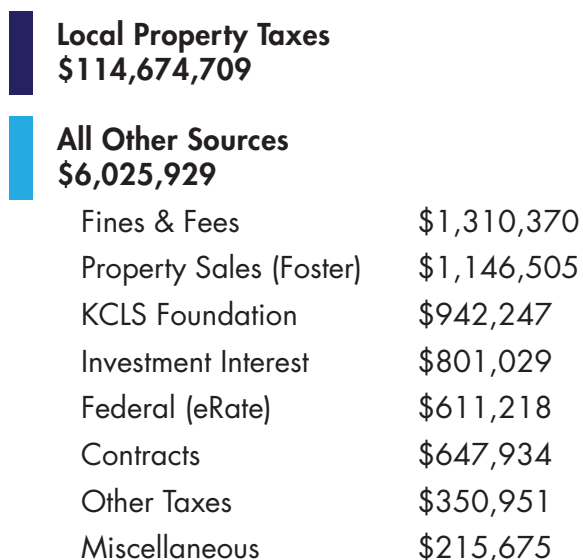 Local Property Taxes
$114,674,709
All Other Sources
$6,025,929
Fines & Fees $1,310,370
Property Sales (Foster) $1,146,505
KCLS Foundation $942,247
Investment Interest $801,029
Federal (eRate) $611,218
Contracts $647,934
Other Taxes $350,951
Miscellaneous $215,675